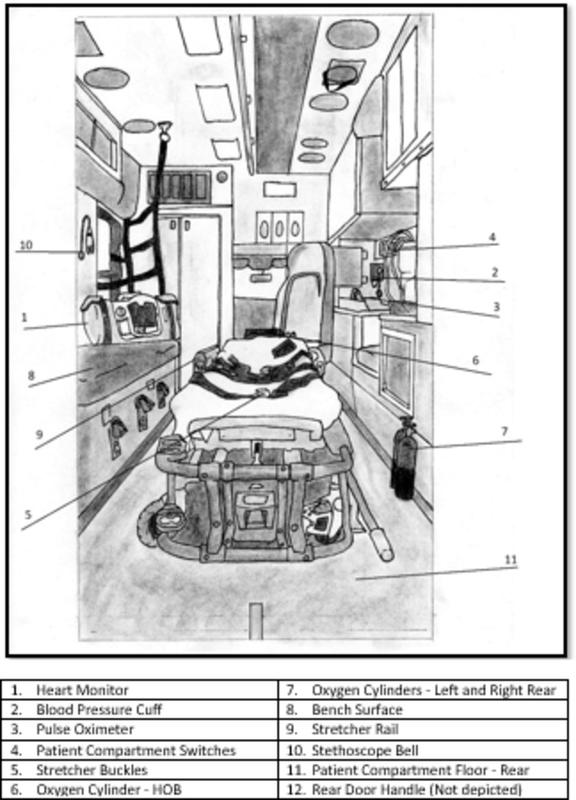 4
10
2
3
1
6
8
7
9
5
11
1. Heart Monitor
2. Blood Pressure Cuff
3. Pulse Oximeter
4. Patient Compartment Switches
5. Stretcher Buckles
6. Oxygen Cylinder - HOB
7. Oxygen Cylinders - Left and Right Rear
8. Bench Surface
9. Stretcher Rail
10. Stethoscope Bell
11. Patient Compartment Floor - Rear
12. Rear Door Handle (Not depicted)